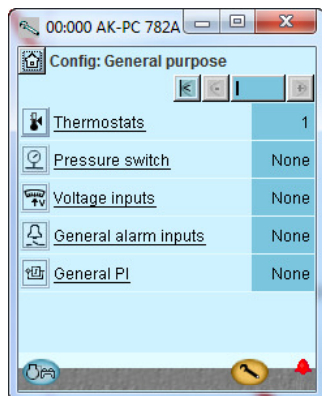 00:000 AK-PC 782A
Config: General purpose
Thermostats 1
Pressure switch None
Voltage inputs None
General alarm inputs None
General PI None